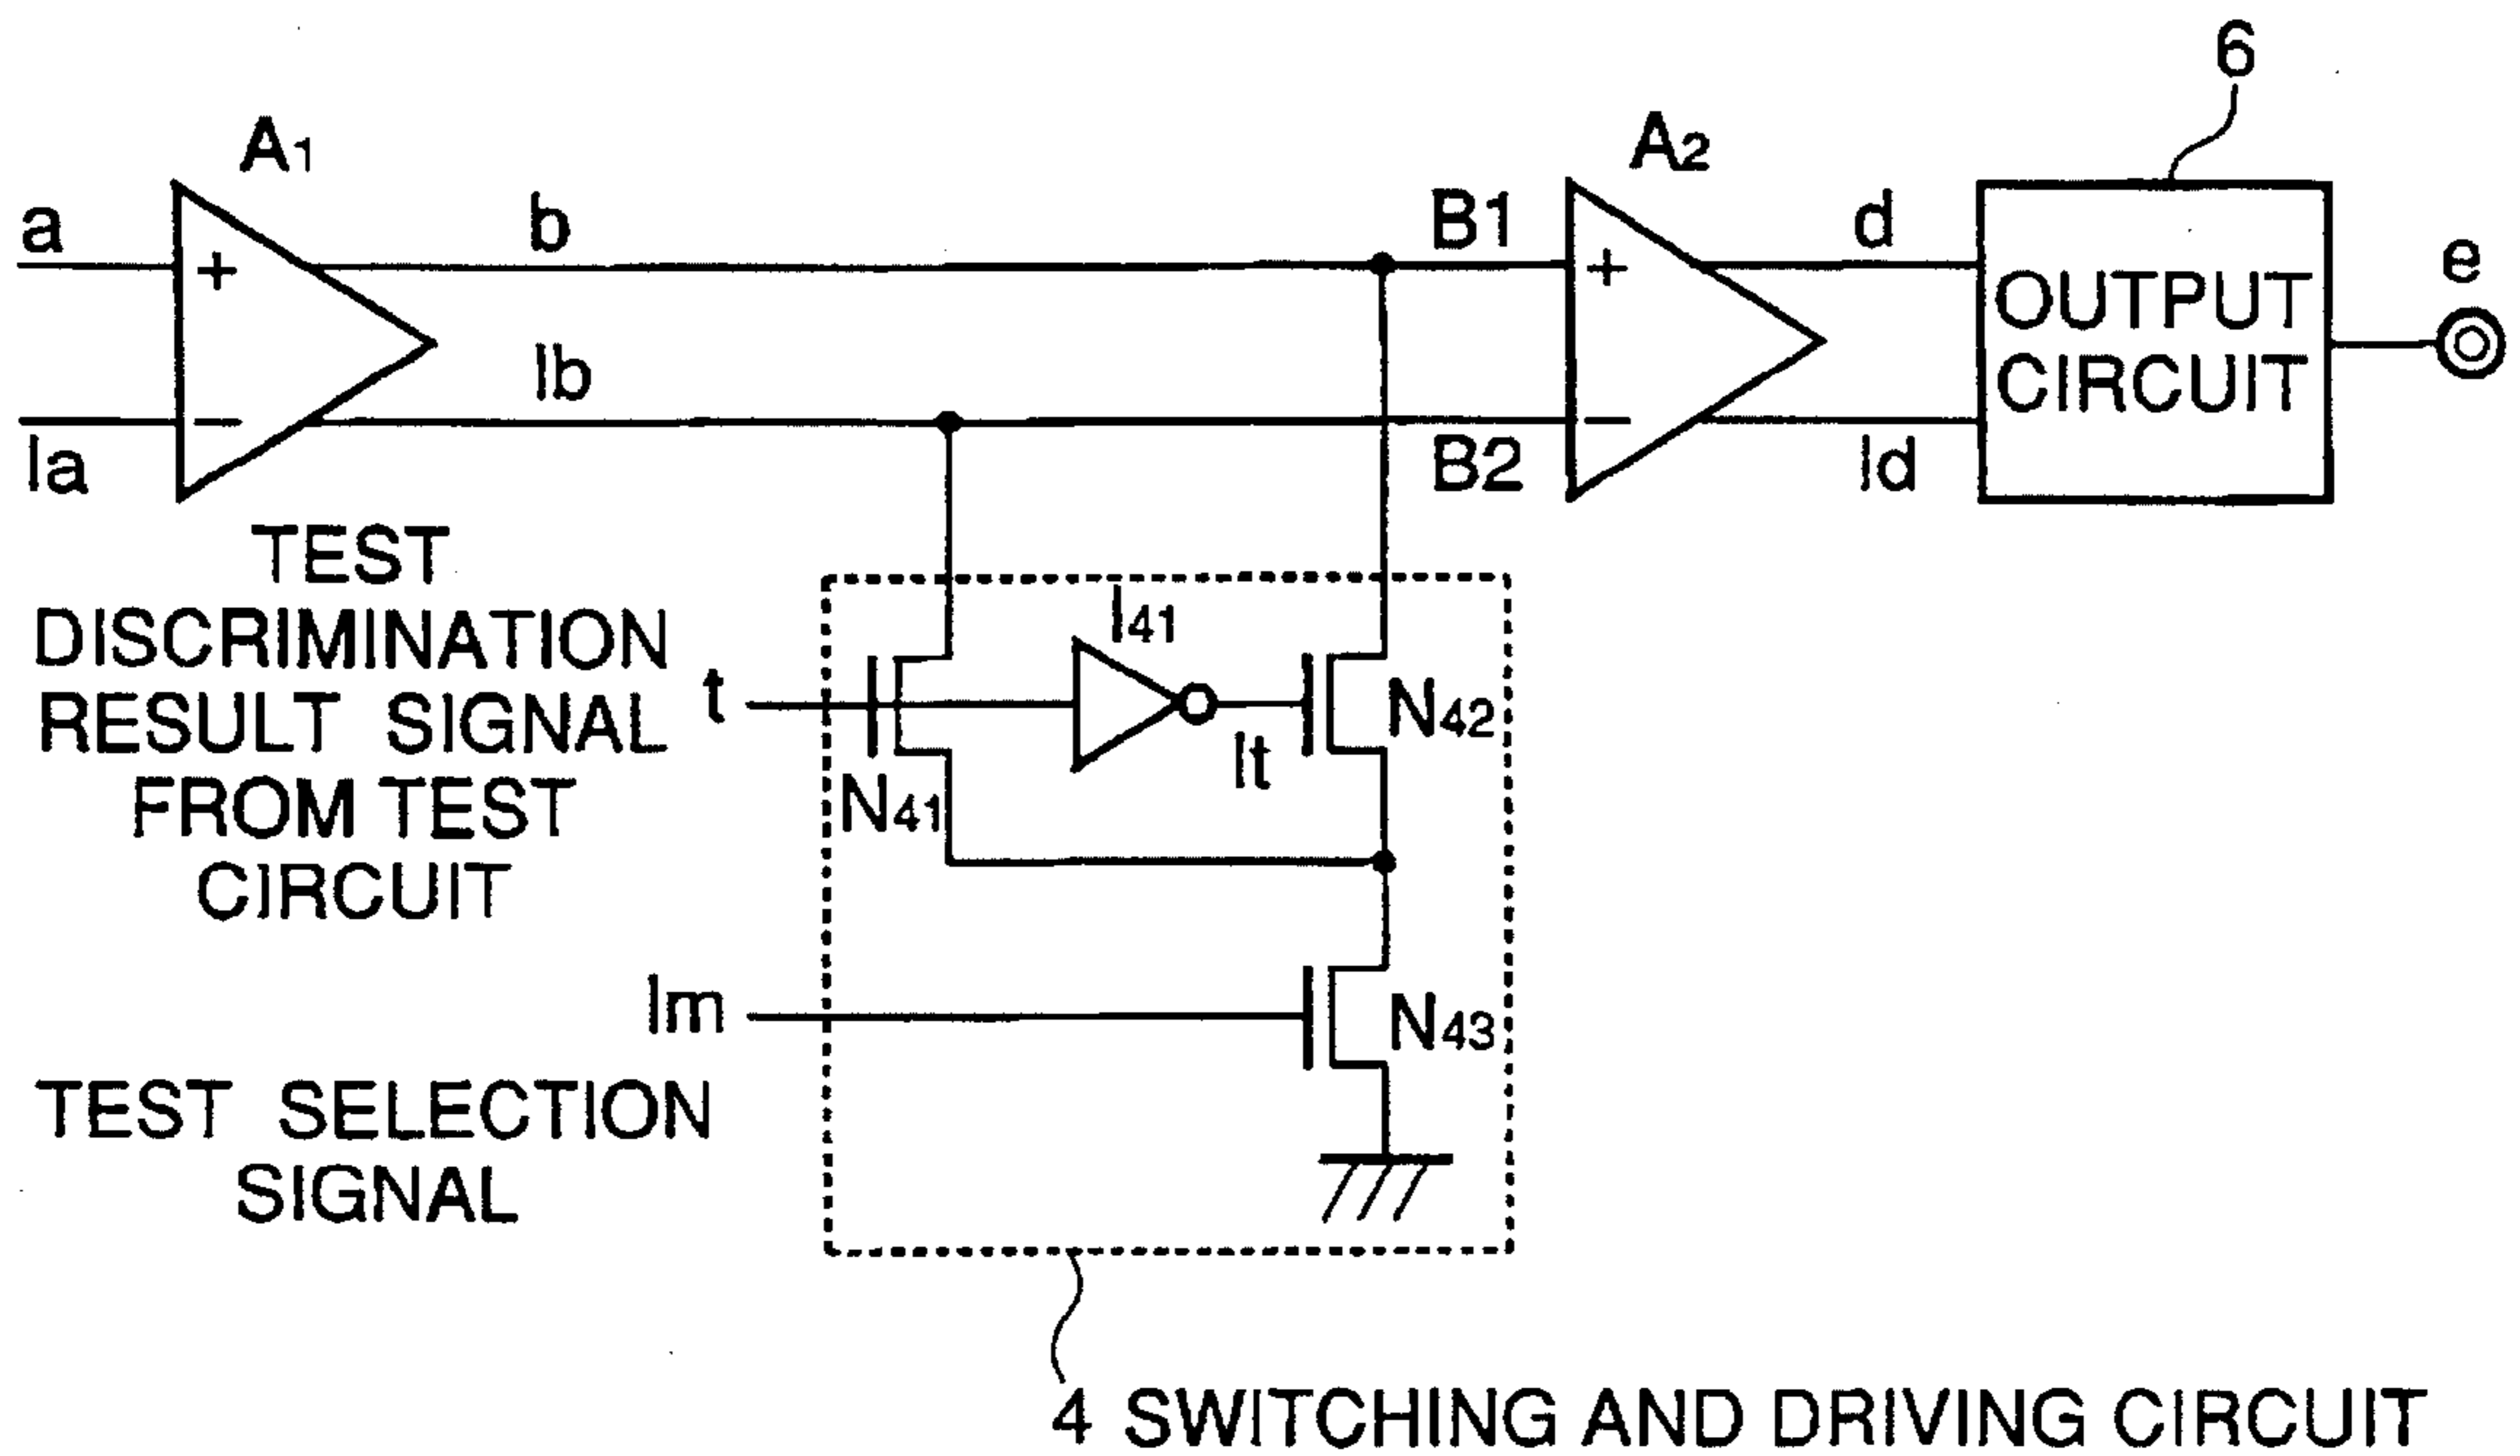 6
A1
A2
a
b
B1
d
e
+
+
OUTPUT
CIRCUIT
Ia
Ib
B2
Id
TEST
DISCRIMINATION
RESULT SIGNAL
FROM TEST
CIRCUIT
t
I41
N41
It
N42
Im
N43
TEST SELECTION
SIGNAL
4 SWITCHING AND DRIVING CIRCUIT